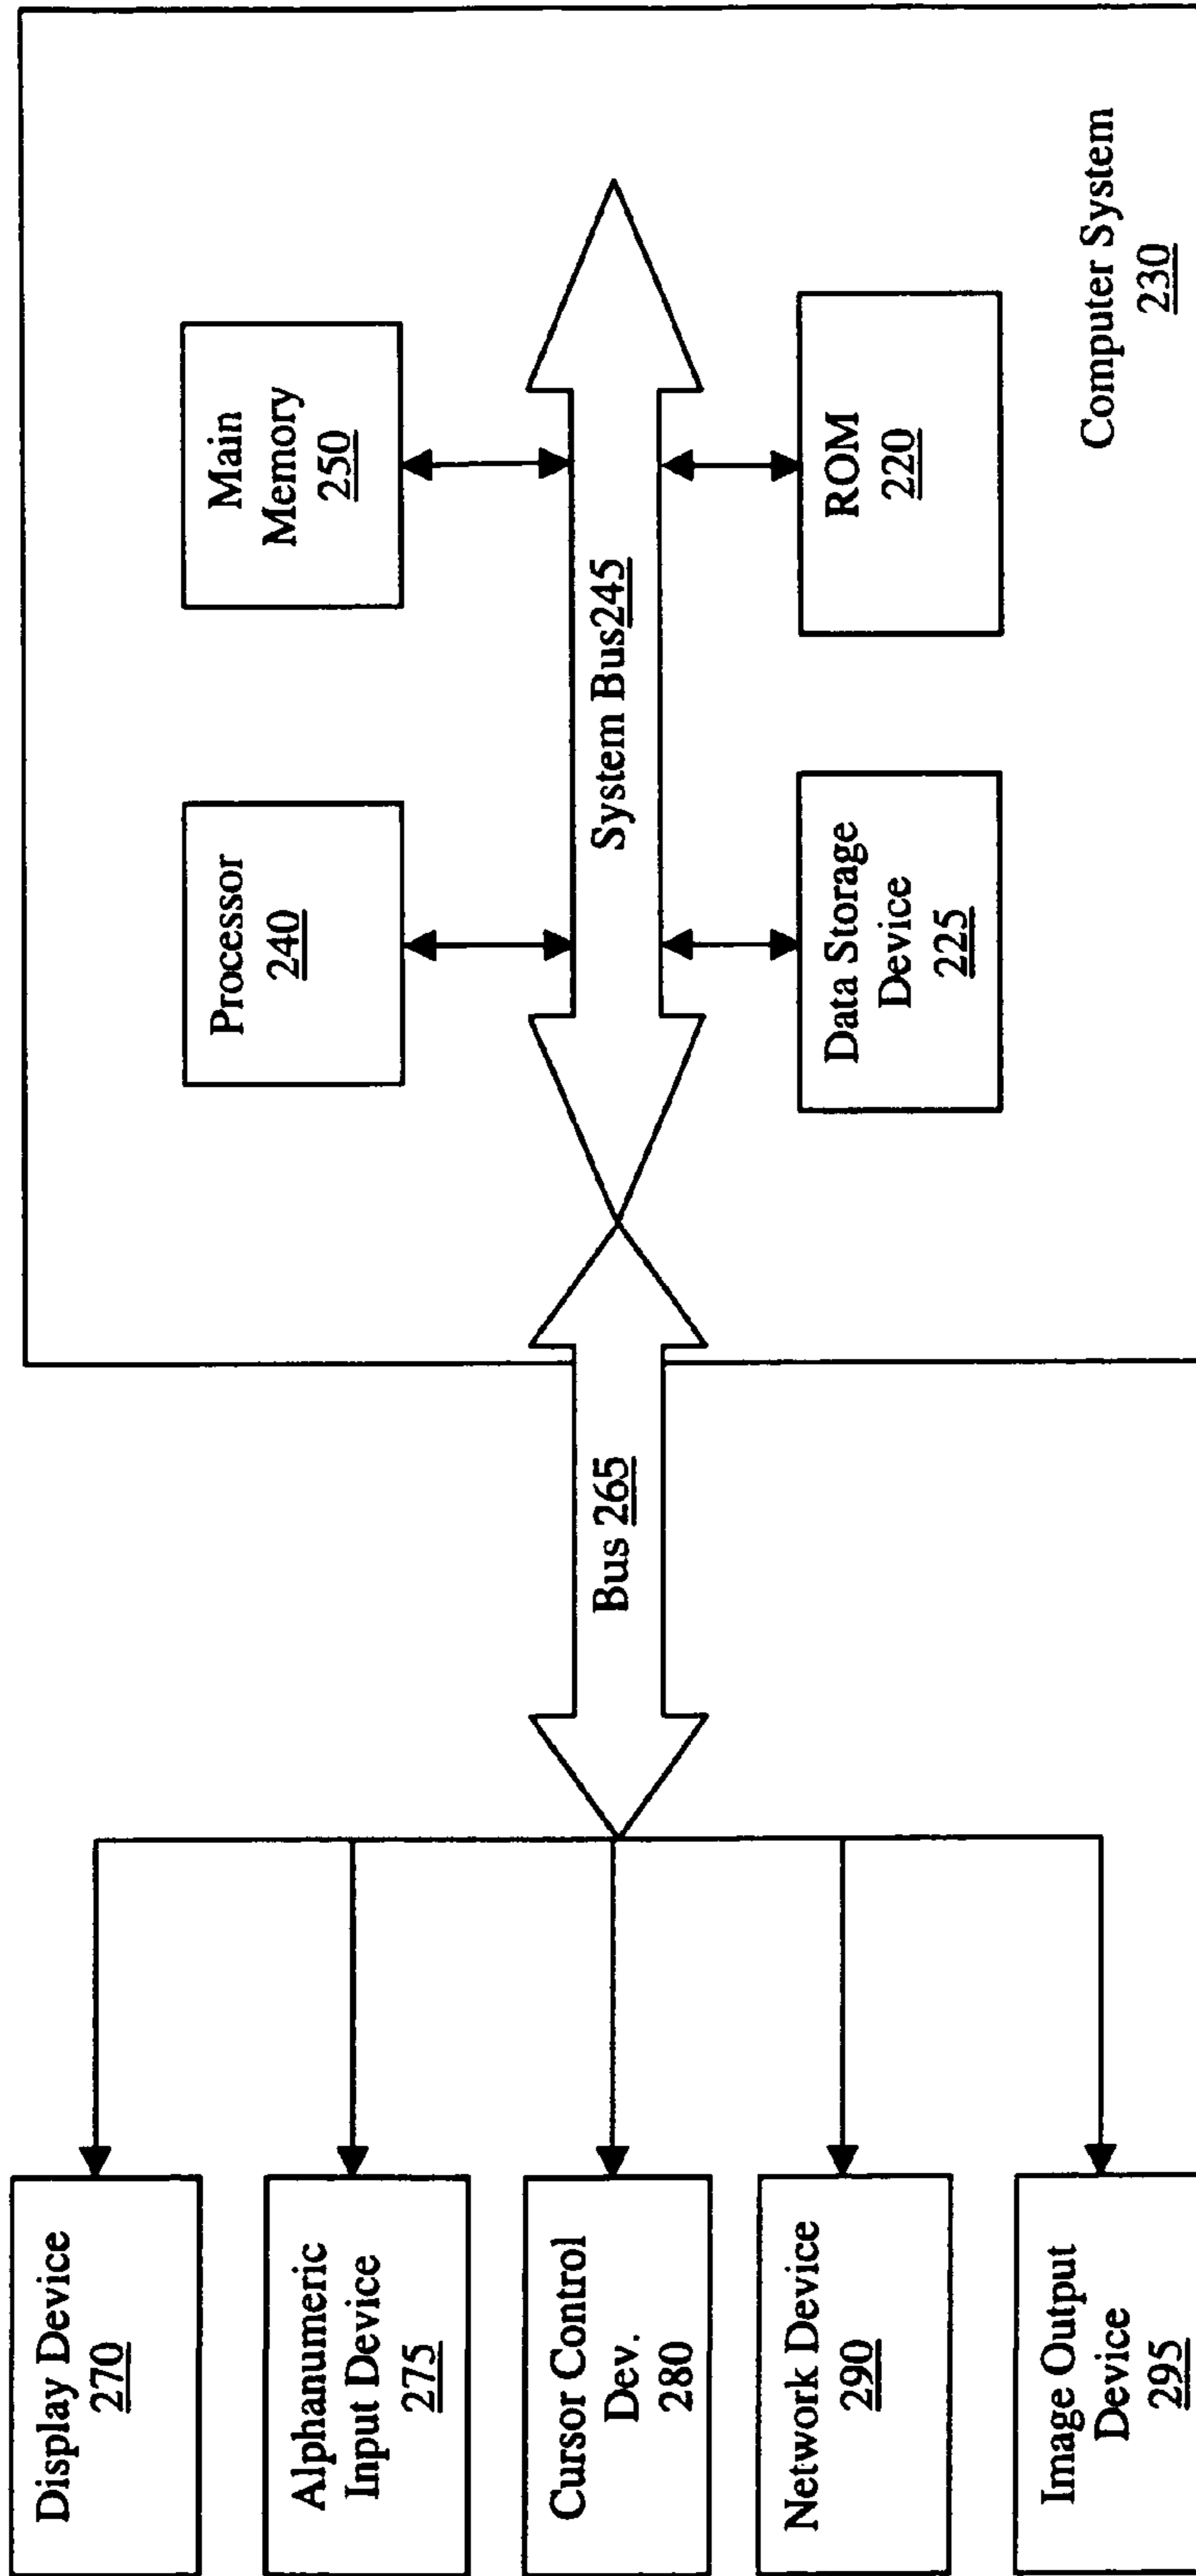 Display Device
270
Alphanumeric
Input Device
275
Cursor Control
Dev.
280
Network Device
290
Image Output
Device
295
Bus 265
Processor
240
Main
Memory
250
System Bus245
Data Storage
Device
225
ROM
220
Computer System
230